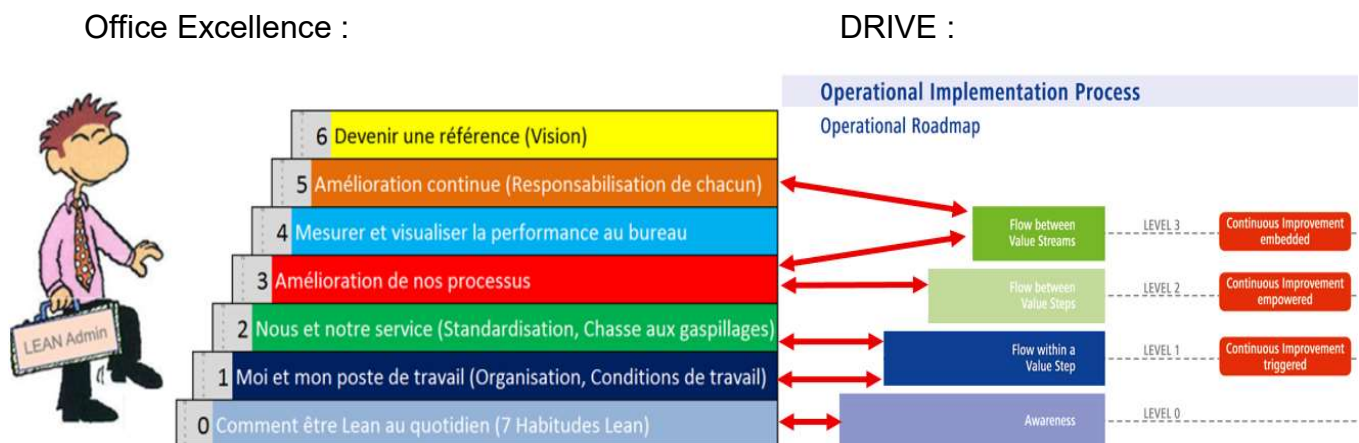 Office Excellence :
DRIVE :
Operational Implementation Process
Operational Roadmap
6 Devenir une référence (Vision)
5 Amélioration continue (Responsabilisation de chacun)
4 Mesurer et visualiser la performance au bureau
3 Amélioration de nos processus
2 Nous et notre service (Standardisation, Chasse aux gaspillages)
1 Moi et mon poste de travail (Organisation, Conditions de travail)
0 Comment être Lean au quotidien (7 Habitudes Lean)
LEAN Admin
Flow between
Value Streams
LEVEL 3
Continuous Improvement
embedded
Flow between
Value Steps
LEVEL 2
Continuous Improvement
empowered
Flow within a
Value Step
LEVEL 1
Continuous Improvement
triggered
Awareness
LEVEL 0